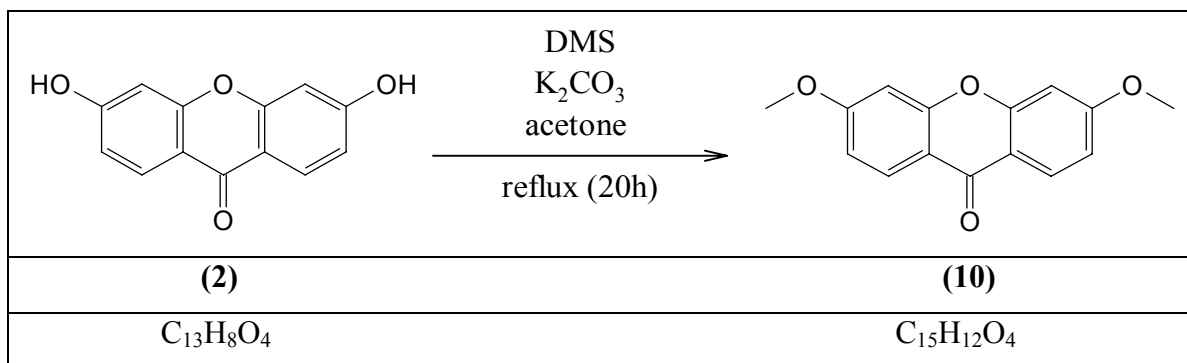 DMS
K₂CO₃
acetone
reflux (20h)
HO O OH
O
O O O
O
(2) (10)
C₁₃H₈O₄ C₁₅H₁₂O₄